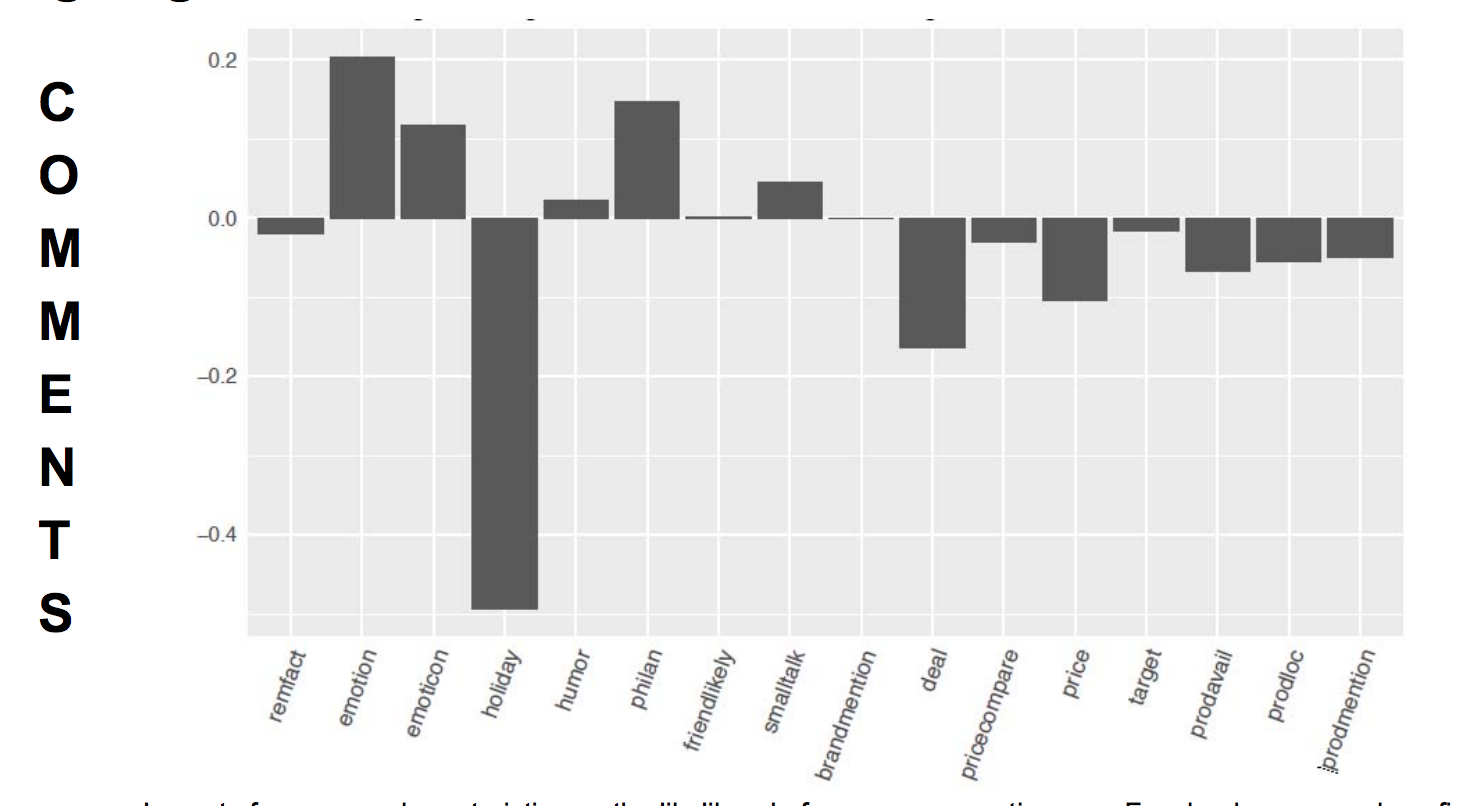 C
O
M
M
E
N
T
S
0.2
0.0
−0.2
−0.4
remfact
emotion
emoticon
holiday
humor
philan
friendlikely
smalltalk
brandmention
deal
pricecompare
price
target
prodavail
prodloc
prodmention